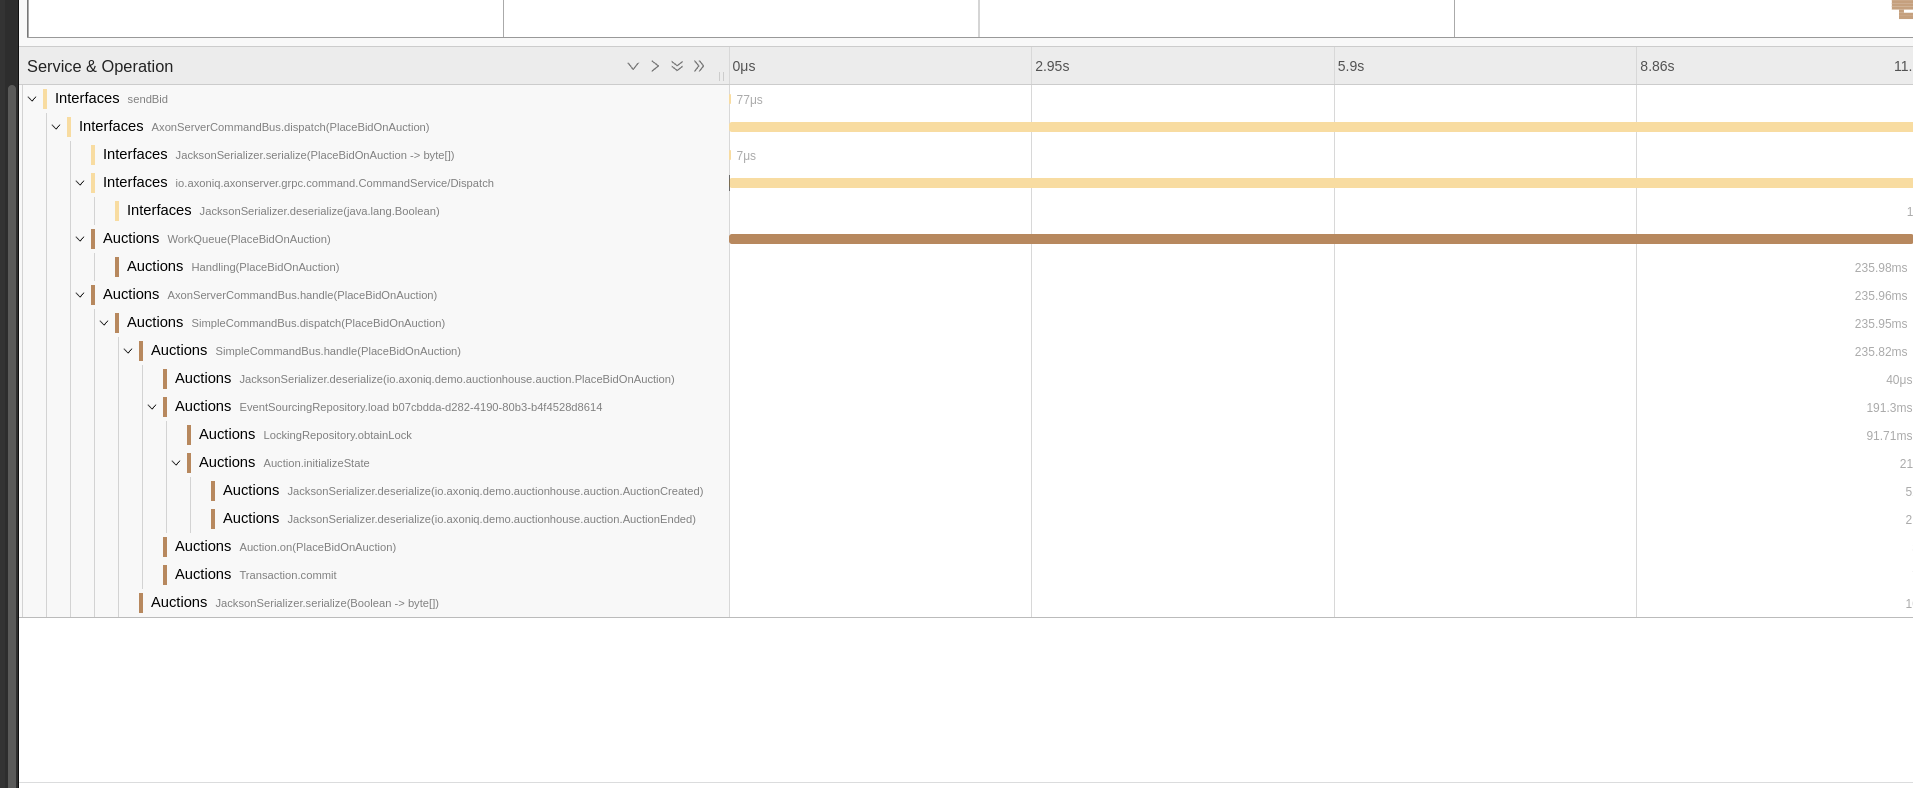 Service & Operation 0μs 2.95s 5.9s 8.86s 11.
Interfaces sendBid 77μs
Interfaces AxonServerCommandBus.dispatch(PlaceBidOnAuction)
Interfaces JacksonSerializer.serialize(PlaceBidOnAuction -> byte[]) 7μs
Interfaces io.axoniq.axonserver.grpc.command.CommandService/Dispatch
Interfaces JacksonSerializer.deserialize(java.lang.Boolean) 1
Auctions WorkQueue(PlaceBidOnAuction)
Auctions Handling(PlaceBidOnAuction) 235.98ms
Auctions AxonServerCommandBus.handle(PlaceBidOnAuction) 235.96ms
Auctions SimpleCommandBus.dispatch(PlaceBidOnAuction) 235.95ms
Auctions SimpleCommandBus.handle(PlaceBidOnAuction) 235.82ms
Auctions JacksonSerializer.deserialize(io.axoniq.demo.auctionhouse.auction.PlaceBidOnAuction) 40μs
Auctions EventSourcingRepository.load b07cbdda-d282-4190-80b3-b4f4528d8614 191.3ms
Auctions LockingRepository.obtainLock 91.71ms
Auctions Auction.initializeState 21
Auctions JacksonSerializer.deserialize(io.axoniq.demo.auctionhouse.auction.AuctionCreated) 5
Auctions JacksonSerializer.deserialize(io.axoniq.demo.auctionhouse.auction.AuctionEnded) 2
Auctions Auction.on(PlaceBidOnAuction)
Auctions Transaction.commit
Auctions JacksonSerializer.serialize(Boolean -> byte[]) 1